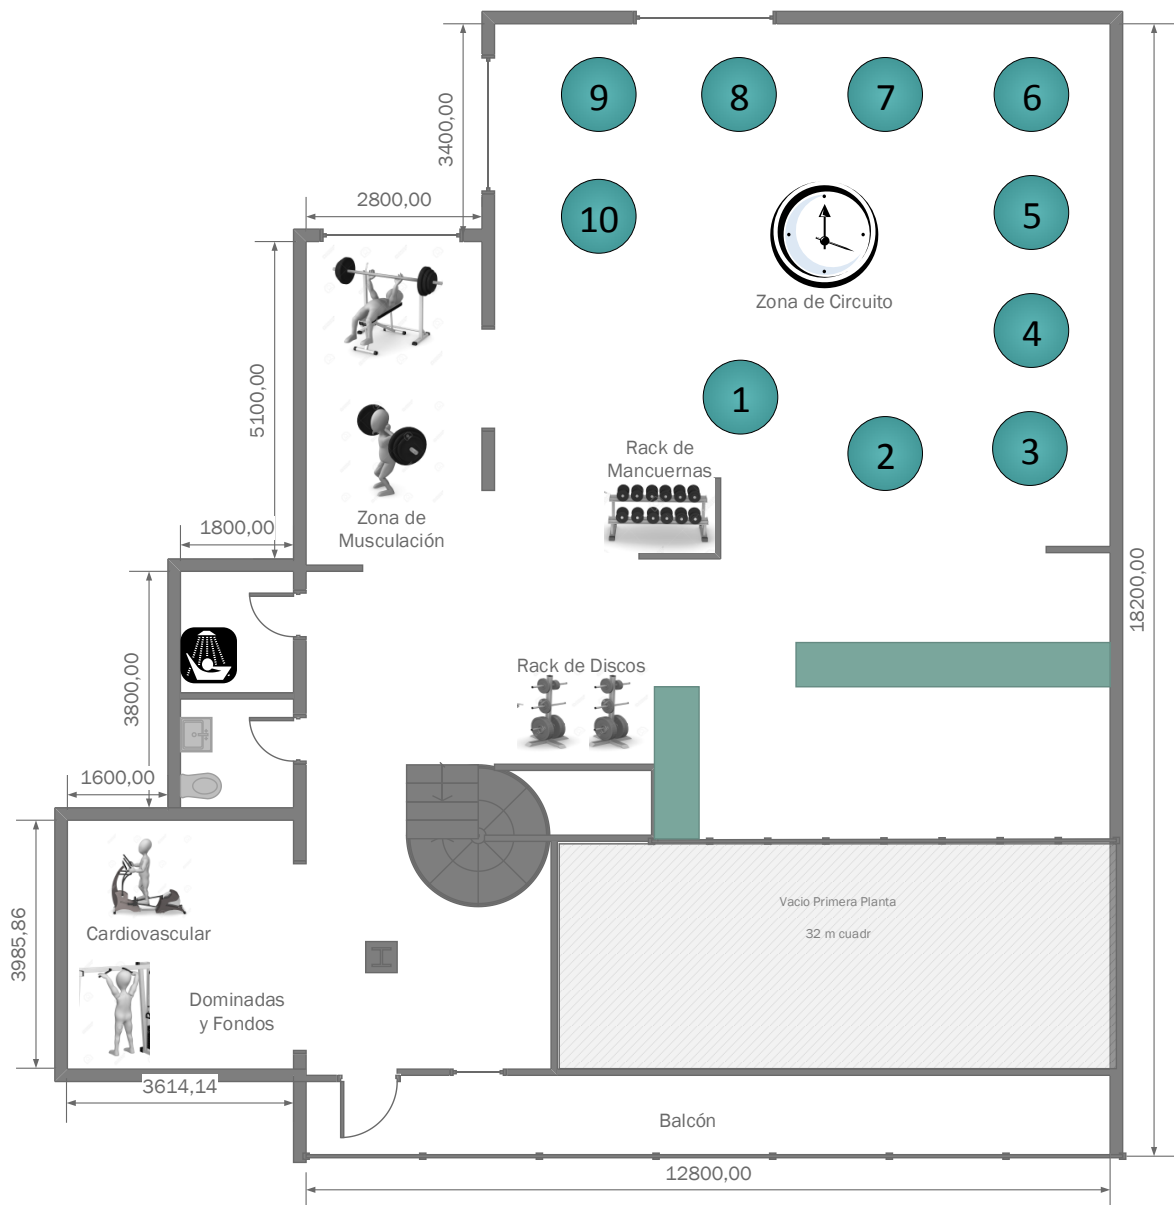 9
8
7
6
3400,00
2800,00
10
5
Zona de Circuito
4
5100,00
1
2
3
Rack de
Mancuernas
Zona de
Musculación
1800,00
18200,00
3800,00
Rack de Discos
1600,00
Vacio Primera Planta
32 m cuadr
Cardiovascular
3985,86
Dominadas
y Fondos
3614,14
Balcón
12800,00